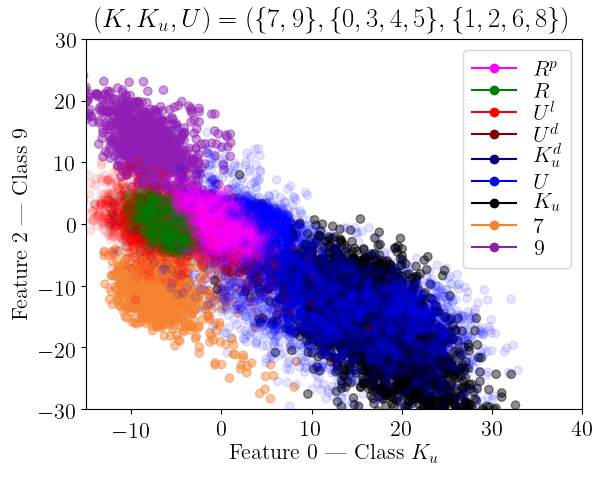 (K, K_u, U) = ({7, 9}, {0, 3, 4, 5}, {1, 2, 6, 8})
30
20
10
0
−10
−20
−30
Feature 2 — Class 9
R^p
R
U^l
U^d
K_u^d
U
K_u
7
9
−10 0 10 20 30 40
Feature 0 — Class K_u